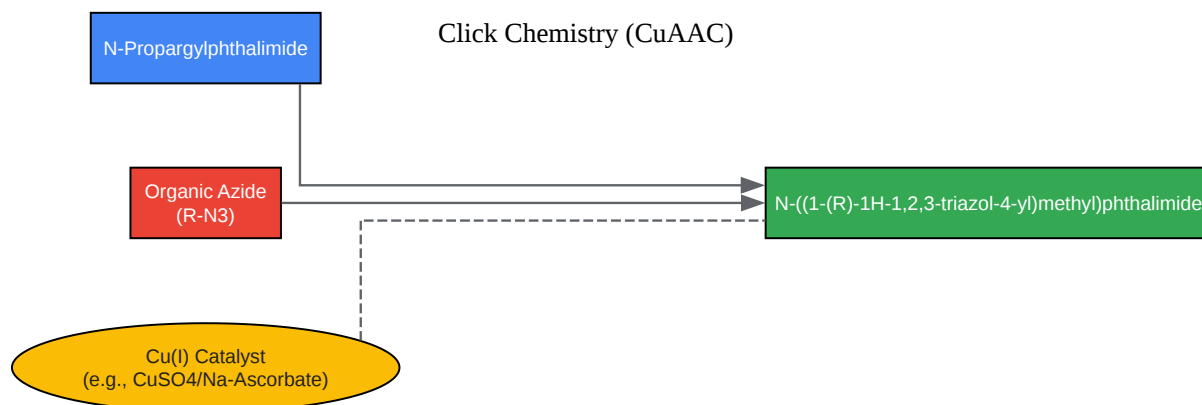 Click Chemistry (CuAAC)
N-Propargylphthalimide
Organic Azide
(R-N3)
N-((1-(R)-1H-1,2,3-triazol-4-yl)methyl)phthalimide
Cu(I) Catalyst
(e.g., CuSO4/Na-Ascorbate)